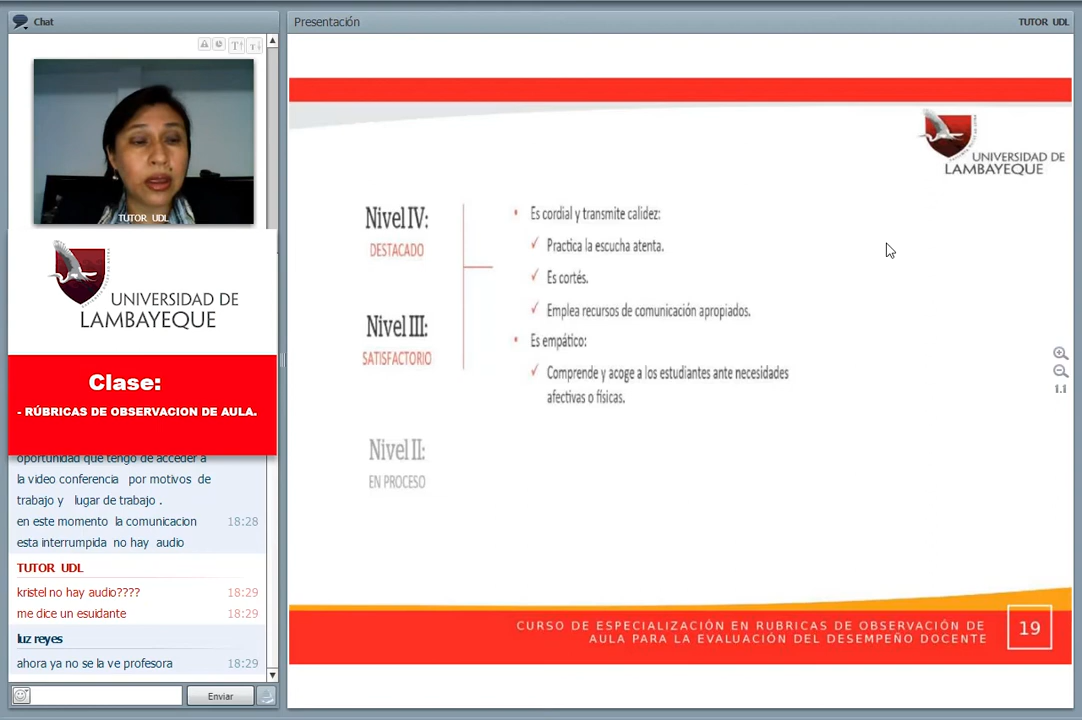 Chat
TUTOR UDL
UNIVERSIDAD DE
LAMBAYEQUE
Clase:
- RÚBRICAS DE OBSERVACION DE AULA.
oportunidad que tengo de acceder a
la video conferencia por motivos de
trabajo y lugar de trabajo .
en este momento la comunicacion 18:28
esta interrumpida no hay audio
TUTOR UDL
kristel no hay audio???? 18:29
me dice un esuidante 18:29
luz reyes
ahora ya no se la ve profesora 18:29
Enviar
Presentación
TUTOR UDL
UNIVERSIDAD DE
LAMBAYEQUE
Nivel IV:
DESTACADO
Nivel III:
SATISFACTORIO
Nivel II:
EN PROCESO
• Es cordial y transmite calidez:
✓ Practica la escucha atenta.
✓ Es cortés.
✓ Emplea recursos de comunicación apropiados.
• Es empático:
✓ Comprende y acoge a los estudiantes ante necesidades
afectivas o físicas.
1.1
CURSO DE ESPECIALIZACIÓN EN RUBRICAS DE OBSERVACIÓN DE
AULA PARA LA EVALUACIÓN DEL DESEMPEÑO DOCENTE
19